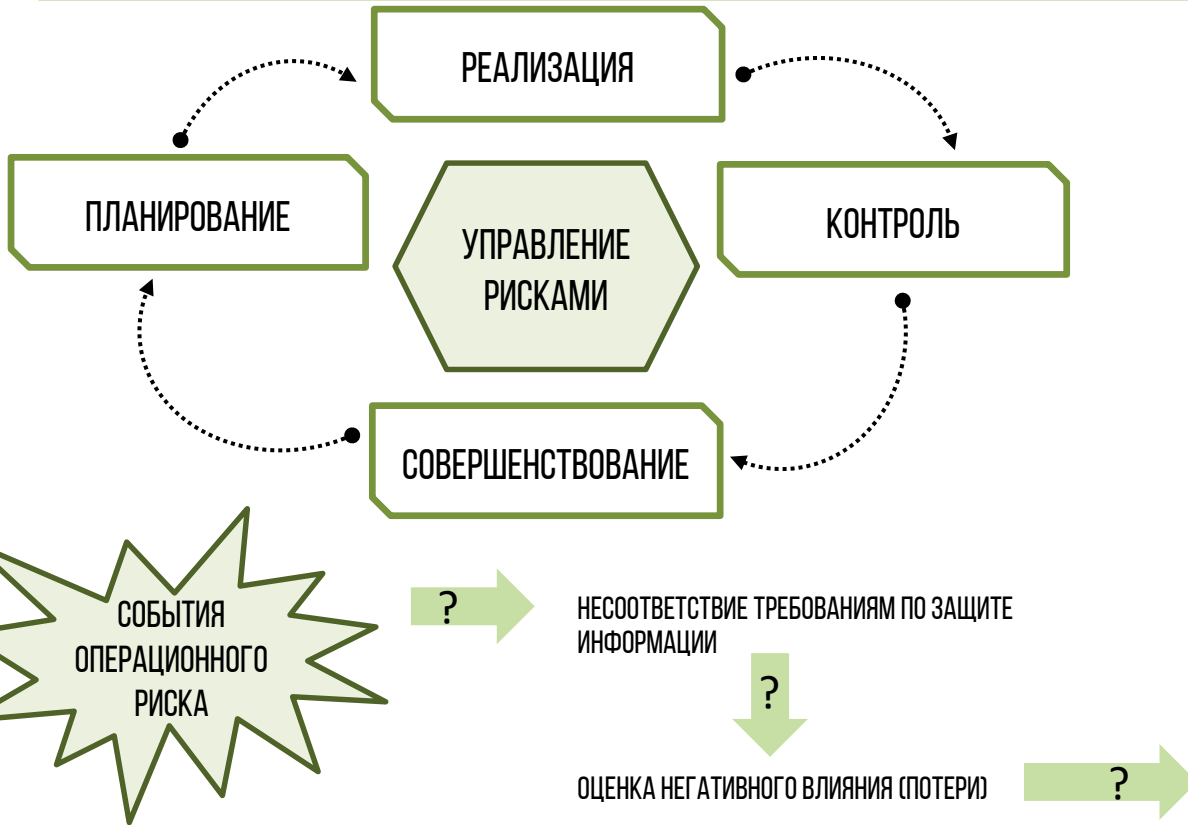 РЕАЛИЗАЦИЯ
ПЛАНИРОВАНИЕ
КОНТРОЛЬ
УПРАВЛЕНИЕ
РИСКАМИ
СОВЕРШЕНСТВОВАНИЕ
СОБЫТИЯ
ОПЕРАЦИОННОГО
РИСКА
?
НЕСООТВЕТСТВИЕ ТРЕБОВАНИЯМ ПО ЗАЩИТЕ
ИНФОРМАЦИИ
?
ОЦЕНКА НЕГАТИВНОГО ВЛИЯНИЯ (ПОТЕРИ)
?